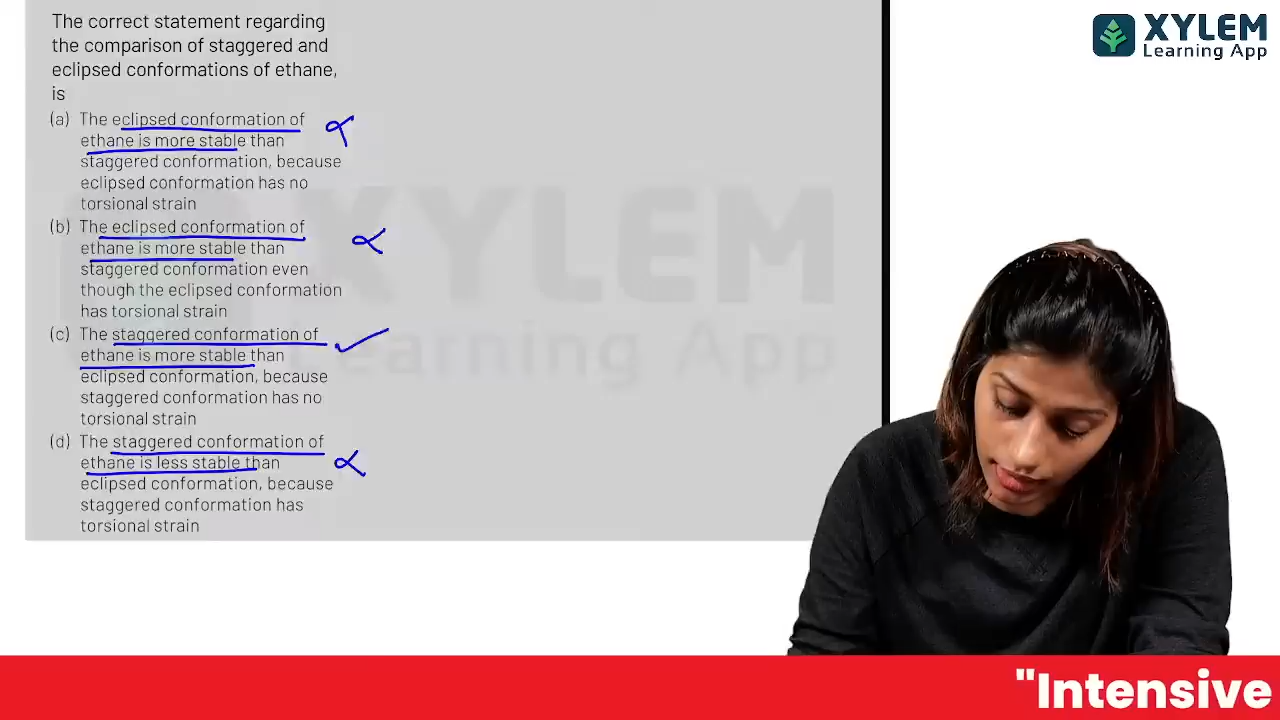 The correct statement regarding
the comparison of staggered and
eclipsed conformations of ethane,
is
(a) The eclipsed conformation of
ethane is more stable than
staggered conformation, because
eclipsed conformation has no
torsional strain
(b) The eclipsed conformation of
ethane is more stable than
staggered conformation even
though the eclipsed conformation
has torsional strain
(c) The staggered conformation of
ethane is more stable than
eclipsed conformation, because
staggered conformation has no
torsional strain
(d) The staggered conformation of
ethane is less stable than
eclipsed conformation, because
staggered conformation has
torsional strain
XYLEM
Learning App
XYLEM
Learning App
"Intensive